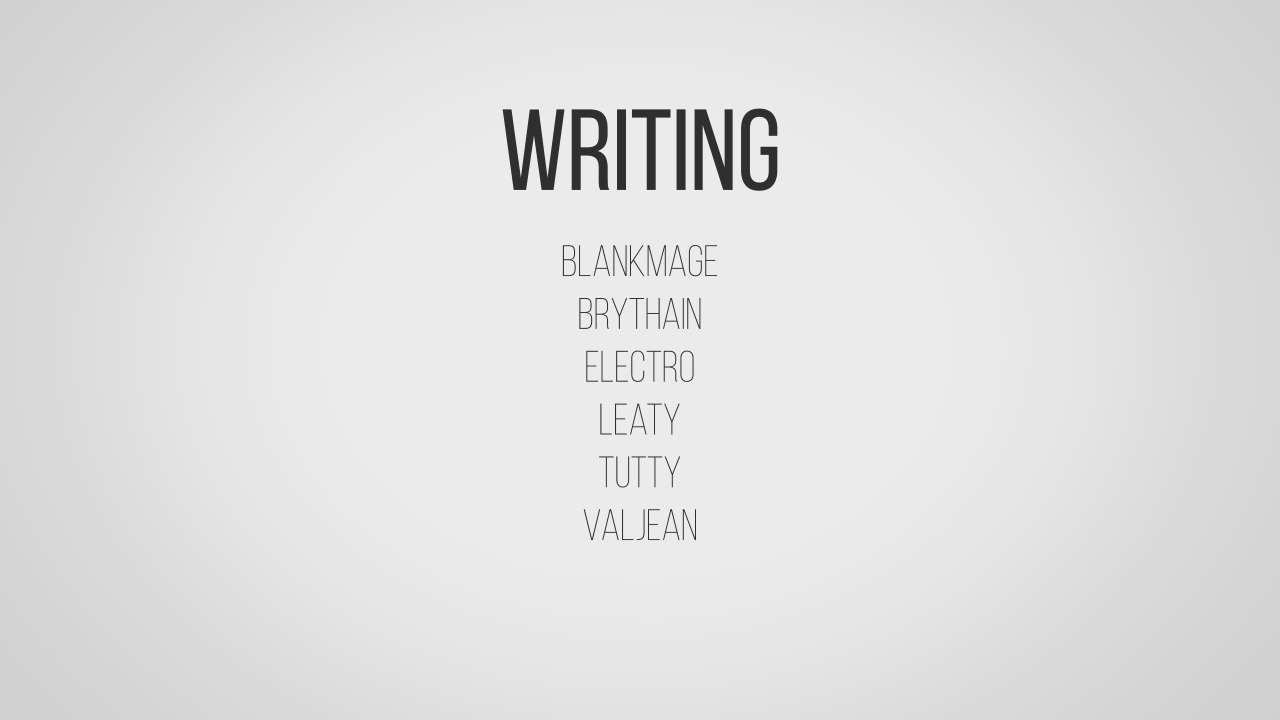 WRITING
BLANKMAGE
BRYTHAIN
ELECTRO
LEATY
TUTTY
VALJEAN